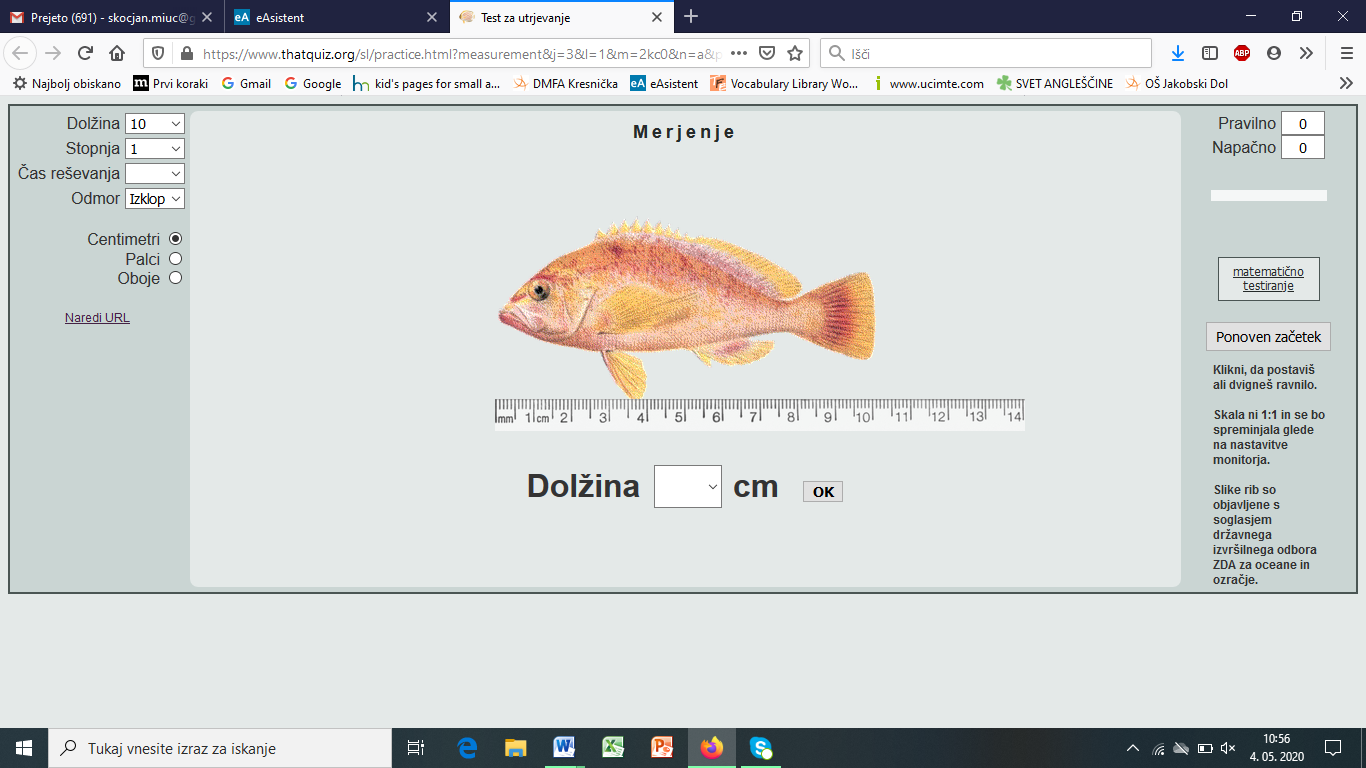 Prejeto (691) - skocjan.miuc@g
eAsistent
Test za utrjevanje
https://www.thatquiz.org/sl/practice.html?measurement&j=3&l=1&m=2kc0&n=a&p
Išči
Najbolj obiskano
Prvi koraki
Gmail
Google
kid's pages for small a...
DMFA Kresnička
eAsistent
Vocabulary Library Wo...
www.ucimte.com
SVET ANGLEŠČINE
OŠ Jakobski Dol
Dolžina 10
Stopnja 1
Čas reševanja
Odmor Izklop
Centimetri
Palci
Oboje
Naredi URL
Merjenje
mm 1 cm 2 3 4 5 6 7 8 9 10 11 12 13 14
Dolžina cm OK
Pravilno 0
Napačno 0
matematično
testiranje
Ponoven začetek
Klikni, da postaviš
ali dvigneš ravnilo.
Skala ni 1:1 in se bo
spreminjala glede
na nastavitve
monitorja.
Slike rib so
objavljene s
soglasjem
državnega
izvršilnega odbora
ZDA za oceane in
ozračje.
Tukaj vnesite izraz za iskanje
10:56
4. 05. 2020